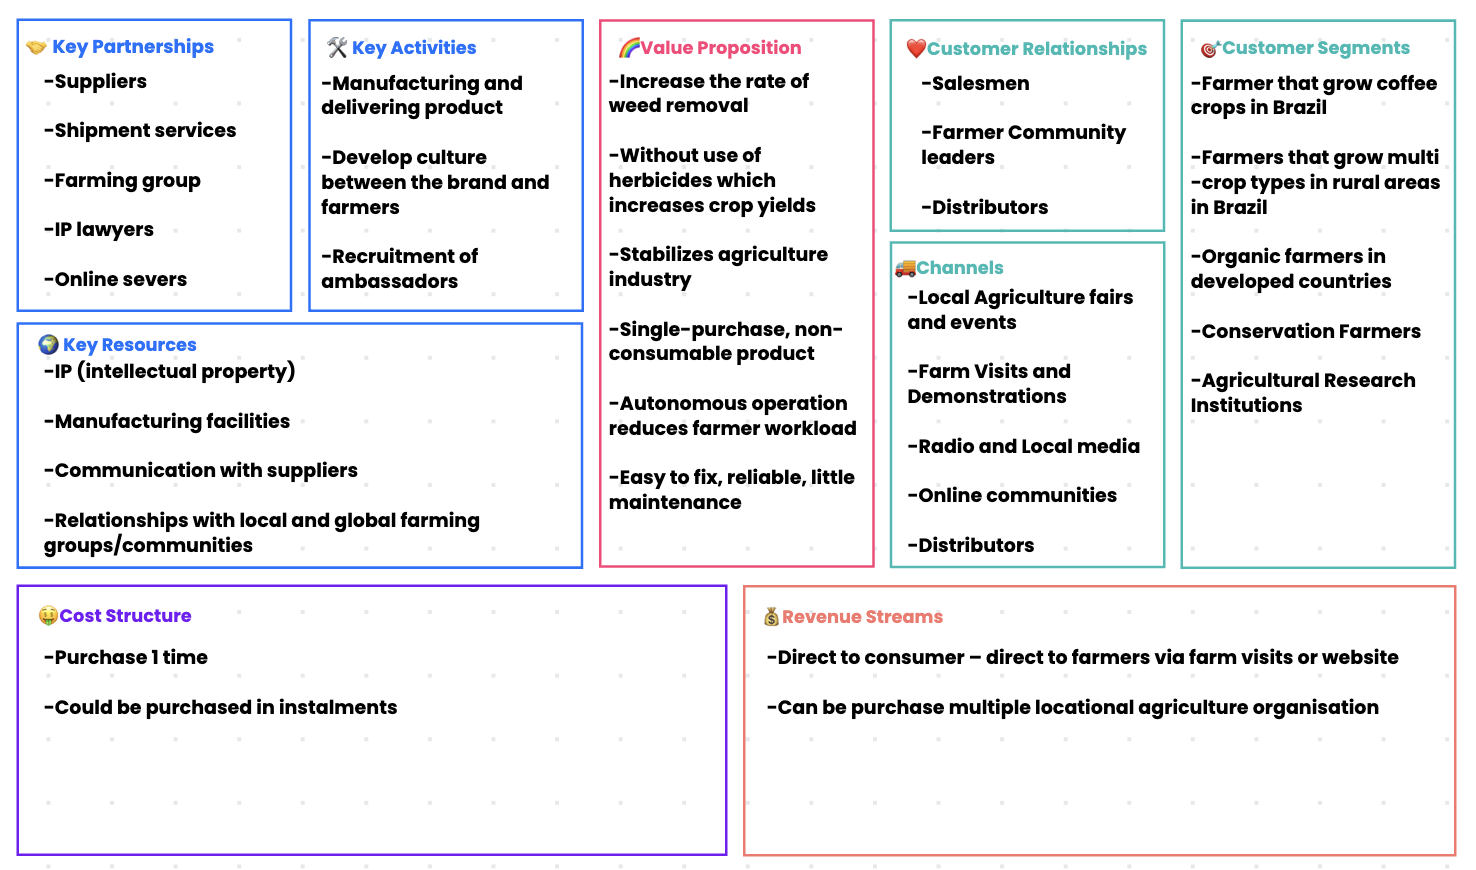 Key Partnerships
-Suppliers
-Shipment services
-Farming group
-IP lawyers
-Online severs
Key Activities
-Manufacturing and
delivering product
-Develop culture
between the brand and
farmers
-Recruitment of
ambassadors
Key Resources
-IP (intellectual property)
-Manufacturing facilities
-Communication with suppliers
-Relationships with local and global farming
groups/communities
Value Proposition
-Increase the rate of
weed removal
-Without use of
herbicides which
increases crop yields
-Stabilizes agriculture
industry
-Single-purchase, non-
consumable product
-Autonomous operation
reduces farmer workload
-Easy to fix, reliable, little
maintenance
Customer Relationships
-Salesmen
-Farmer Community
leaders
-Distributors
Channels
-Local Agriculture fairs
and events
-Farm Visits and
Demonstrations
-Radio and Local media
-Online communities
-Distributors
Customer Segments
-Farmer that grow coffee
crops in Brazil
-Farmers that grow multi
-crop types in rural areas
in Brazil
-Organic farmers in
developed countries
-Conservation Farmers
-Agricultural Research
Institutions
Cost Structure
-Purchase 1 time
-Could be purchased in instalments
Revenue Streams
-Direct to consumer – direct to farmers via farm visits or website
-Can be purchase multiple locational agriculture organisation